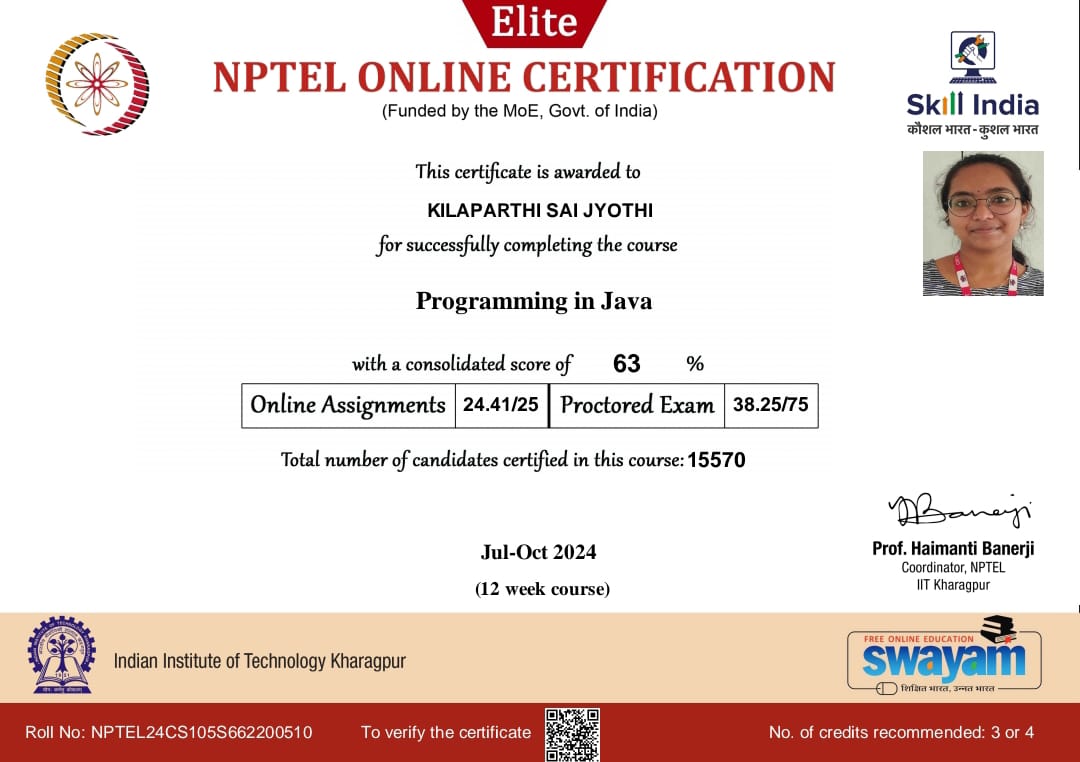 Elite
NPTEL ONLINE CERTIFICATION
(Funded by the MoE, Govt. of India)
Skill India
कौशल भारत - कुशल भारत
This certificate is awarded to
KILAPARTHI SAI JYOTHI
for successfully completing the course
Programming in Java
with a consolidated score of 63 %
Online Assignments 24.41/25 Proctored Exam 38.25/75
Total number of candidates certified in this course: 15570
Jul-Oct 2024
(12 week course)
Prof. Haimanti Banerji
Coordinator, NPTEL
IIT Kharagpur
Indian Institute of Technology Kharagpur
FREE ONLINE EDUCATION
swayam
शिक्षित भारत, उन्नत भारत
Roll No: NPTEL24CS105S662200510 To verify the certificate No. of credits recommended: 3 or 4